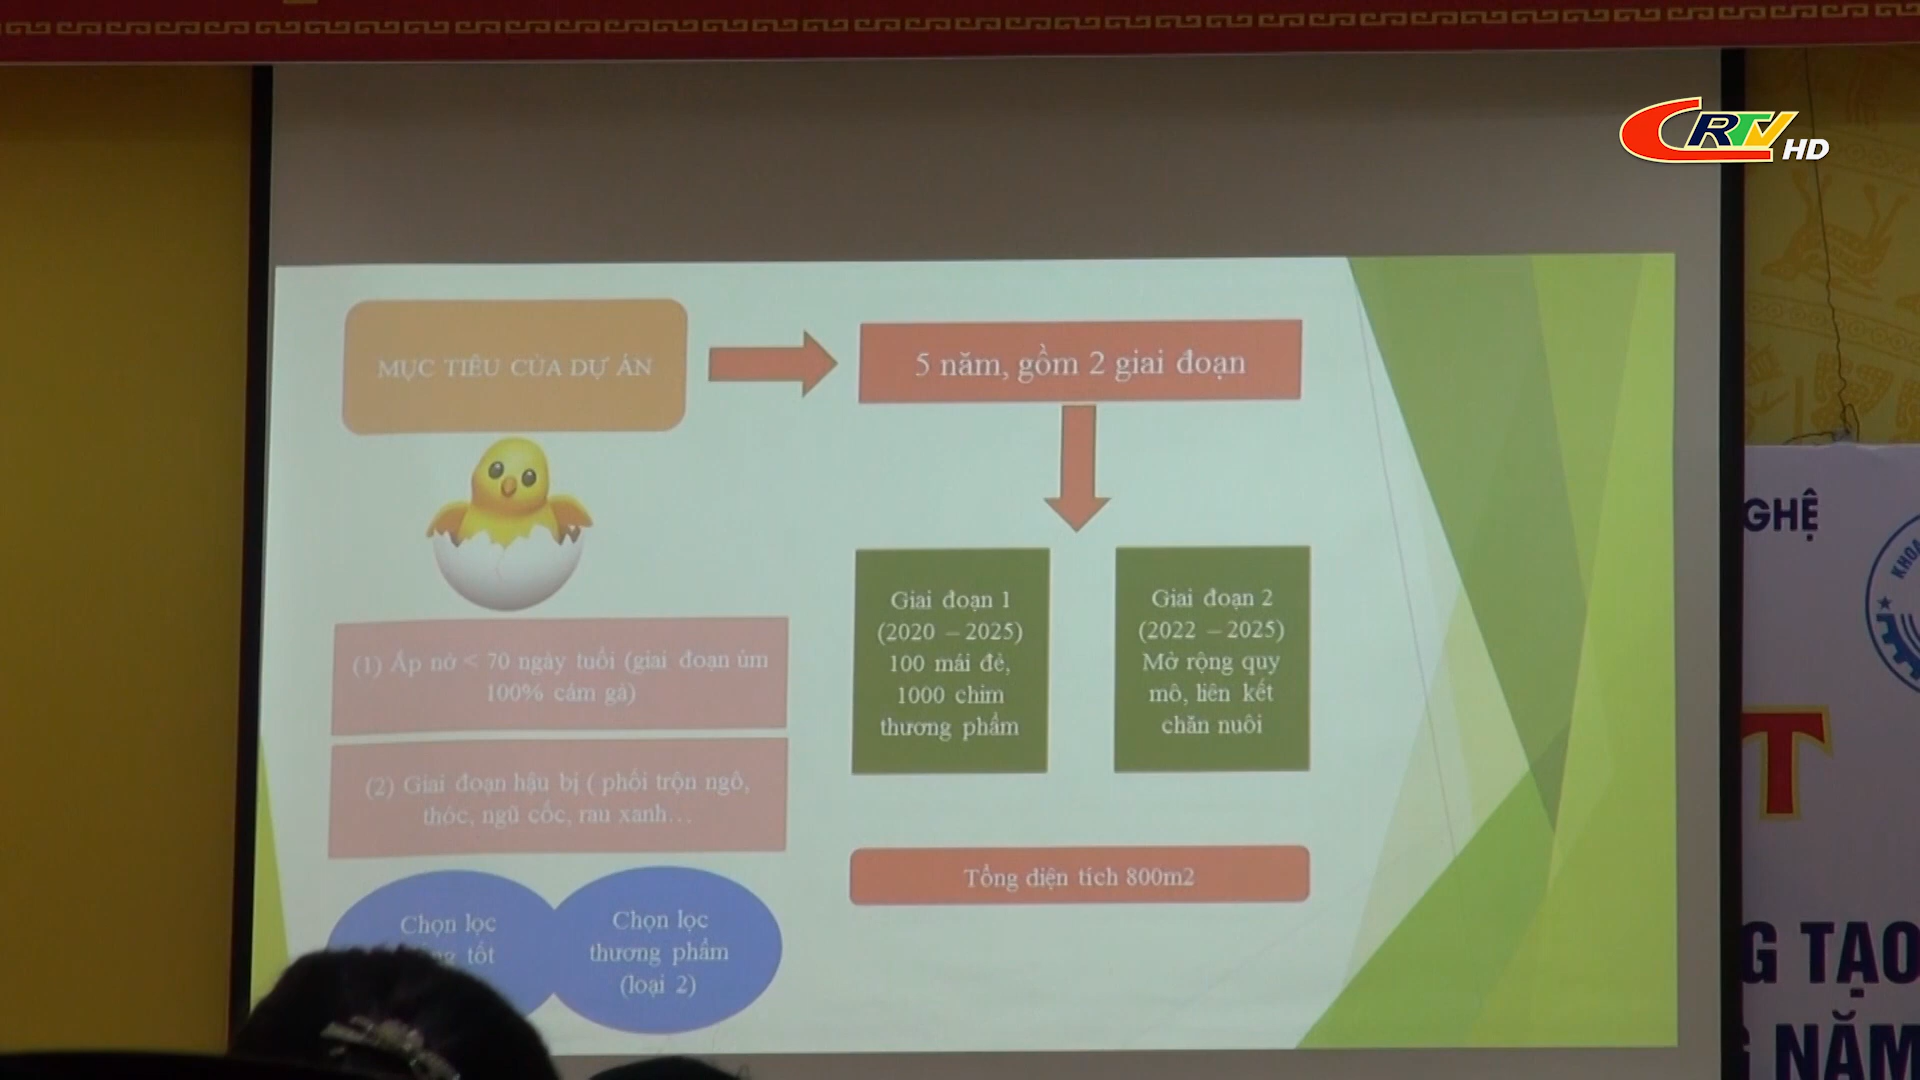 CRTV HD
MỤC TIÊU CỦA DỰ ÁN
5 năm, gồm 2 giai đoạn
(1) Ấp nở < 70 ngày tuổi (giai đoạn úm
100% cám gà)
(2) Giai đoạn hậu bị ( phối trộn ngô,
thóc, ngũ cốc, rau xanh…
Chọn lọc
tốt
Chọn lọc
thương phẩm
(loại 2)
Giai đoạn 1
(2020 – 2025)
100 mái đẻ,
1000 chim
thương phẩm
Giai đoạn 2
(2022 – 2025)
Mở rộng quy
mô, liên kết
chăn nuôi
Tổng diện tích 800m2
GHỆ
KHOA
T
G TẠO
NĂM